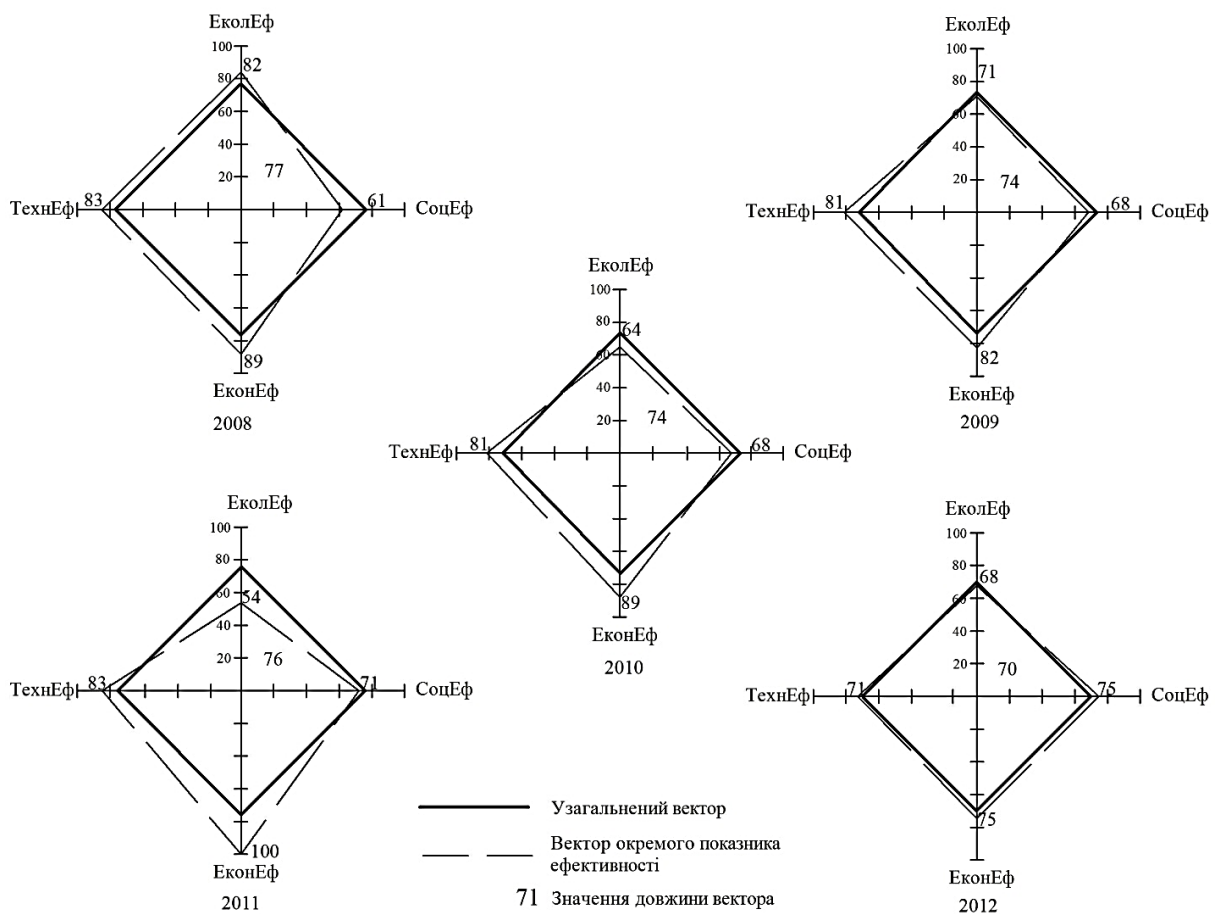 ЕколЕф
100
82
80
60
40
77
20
ТехнЕф
83
61
СоцЕф
89
ЕконЕф
2008
ЕколЕф
100
80
71
60
40
20
74
ТехнЕф
81
68
СоцЕф
82
ЕконЕф
2009
ЕколЕф
100
80
64
60
40
20
74
ТехнЕф
81
68
СоцЕф
89
ЕконЕф
2010
ЕколЕф
100
80
60
54
40
20
76
ТехнЕф
83
71
СоцЕф
100
ЕконЕф
2011
ЕколЕф
100
80
68
60
40
20
70
ТехнЕф
71
75
СоцЕф
75
ЕконЕф
2012
Узагальнений вектор
Вектор окремого показника
ефективності
71 Значення довжини вектора